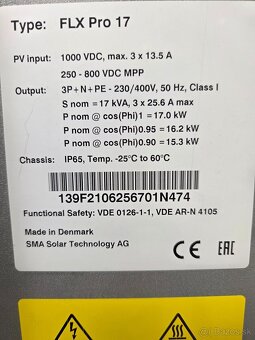 Type: FLX Pro 17
PV input: 1000 VDC, max. 3 x 13.5 A
250 - 800 VDC MPP
Output: 3P+N+PE - 230/400V, 50 Hz, Class I
S nom = 17 kVA, 3 x 25.6 A max
P nom @ cos(Phi)1 = 17.0 kW
P nom @ cos(Phi)0.95 = 16.2 kW
P nom @ cos(Phi)0.90 = 15.3 kW
Chassis: IP65, Temp. -25°C to 60°C
139F2106256701N474
Functional Safety: VDE 0126-1-1, VDE AR-N 4105
Made in Denmark
SMA Solar Technology AG
CE EAC